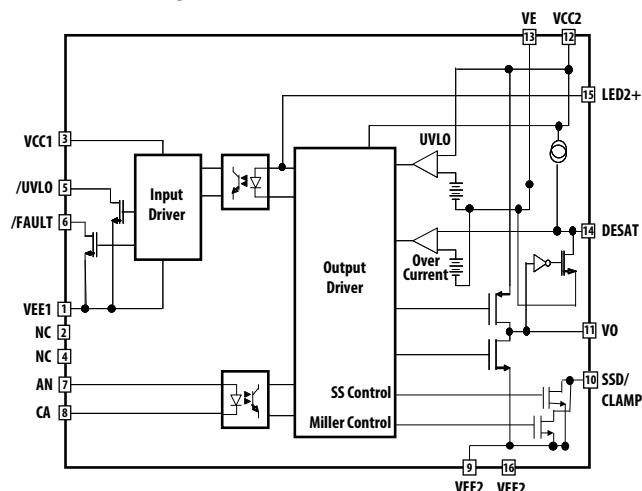 VE VCC2
13 12
15 LED2+
VCC1 3
UVLO
/UVLO 5
Input
Driver
/FAULT 6
14 DESAT
Over
Current
Output
Driver
VEE1 1
NC 2
11 VO
NC 4
AN 7
10 SSD/
CLAMP
SS Control
CA 8
Miller Control
9 16
VEE2 VEE2